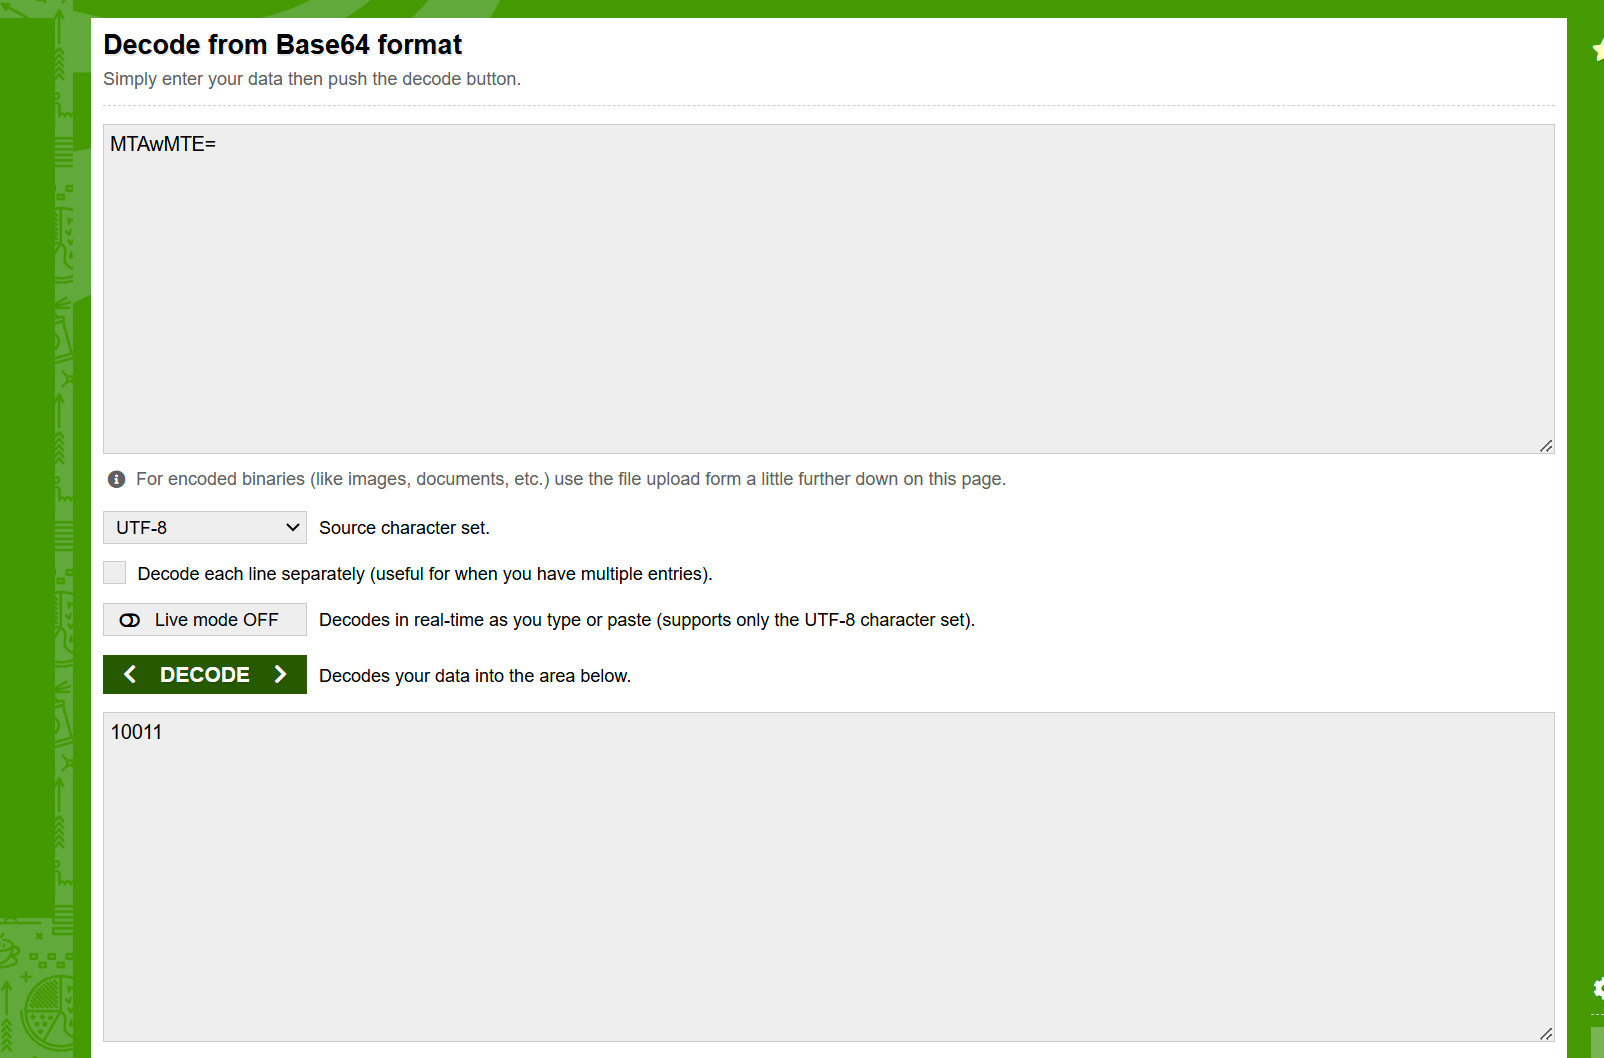 Decode from Base64 format
Simply enter your data then push the decode button.
MTAwMTE=
For encoded binaries (like images, documents, etc.) use the file upload form a little further down on this page.
UTF-8 Source character set.
Decode each line separately (useful for when you have multiple entries).
Live mode OFF Decodes in real-time as you type or paste (supports only the UTF-8 character set).
DECODE Decodes your data into the area below.
10011